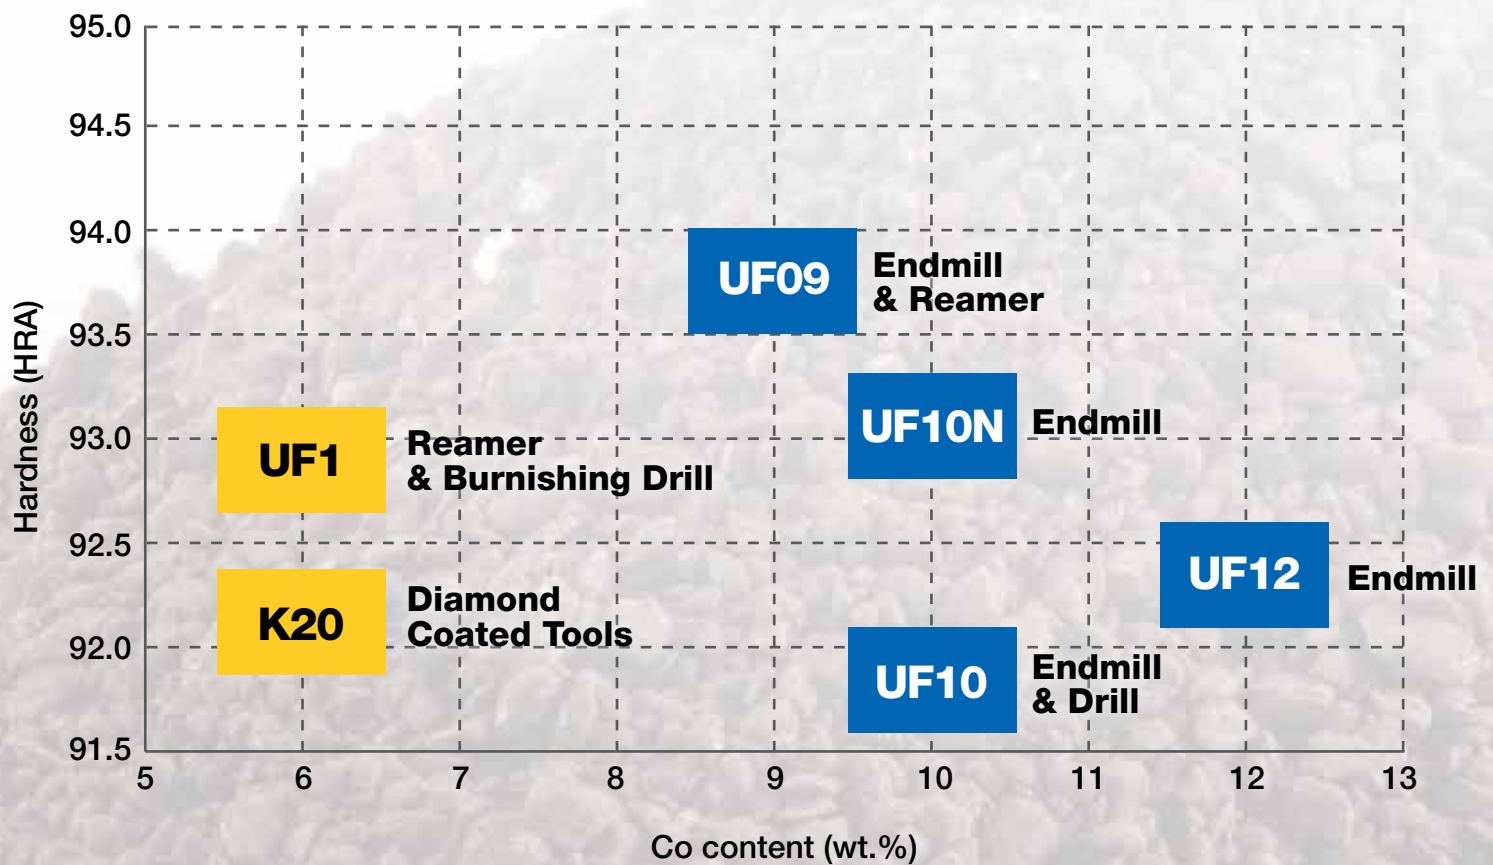 95.0
94.5
94.0
93.5
93.0
92.5
92.0
91.5
Hardness (HRA)
UF09
Endmill
& Reamer
UF10N
Endmill
UF1
Reamer
& Burnishing Drill
UF12
Endmill
K20
Diamond
Coated Tools
UF10
Endmill
& Drill
5
6
7
8
9
10
11
12
13
Co content (wt.%)